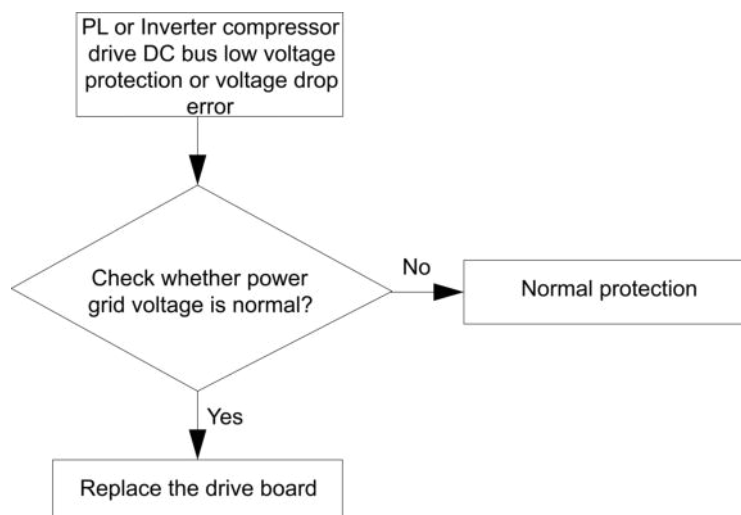 PL or Inverter compressor
drive DC bus low voltage
protection or voltage drop
error
Check whether power
grid voltage is normal?
No
Normal protection
Yes
Replace the drive board